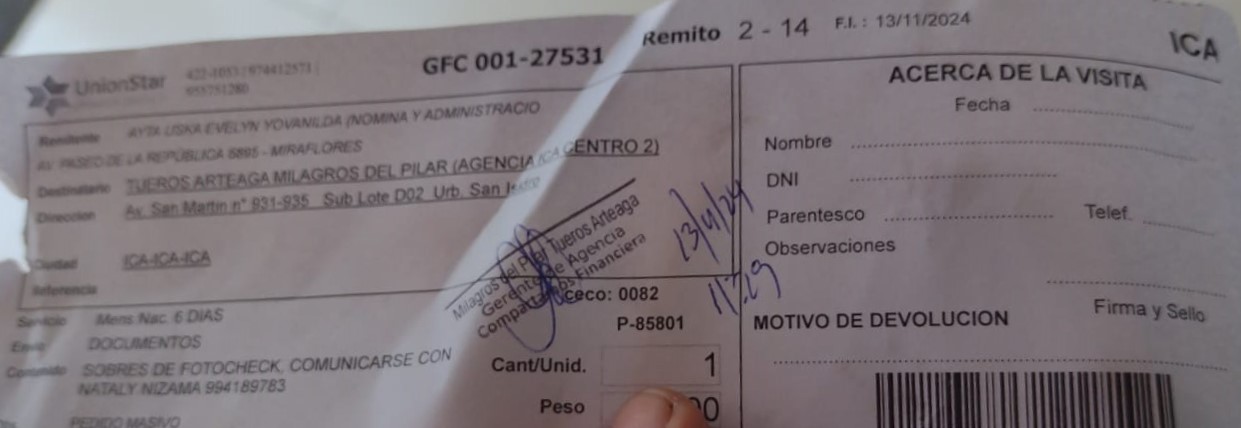 UnionStar
GFC 001-27531
Remito 2 - 14 F.I. : 13/11/2024
ICA
Remitente AYTA USKA EVELYN YOVANILDA (NOMINA Y ADMINISTRACIO
AV. PASEO DE LA REPÚBLICA 5895 - MIRAFLORES
Destinatario TUEROS ARTEAGA MILAGROS DEL PILAR (AGENCIA ICA CENTRO 2)
Direccion Av. San Martin n° 931-935 Sub Lote D02 Urb. San Isidro
Ciudad ICA-ICA-ICA
Referencia
Milagros del Pilar Tueros Arteaga
Gerente de Agencia
Compartamos Financiera
13/11/24
11:29
ceco: 0082
P-85801
Servicio Mens.Nac. 6 DIAS
Envio DOCUMENTOS
Contenido SOBRES DE FOTOCHECK, COMUNICARSE CON
NATALY NIZAMA 994189783
PEDIDO MASIVO
Cant/Unid. 1
Peso
ACERCA DE LA VISITA
Fecha
Nombre
DNI
Parentesco Telef.
Observaciones
Firma y Sello
MOTIVO DE DEVOLUCION